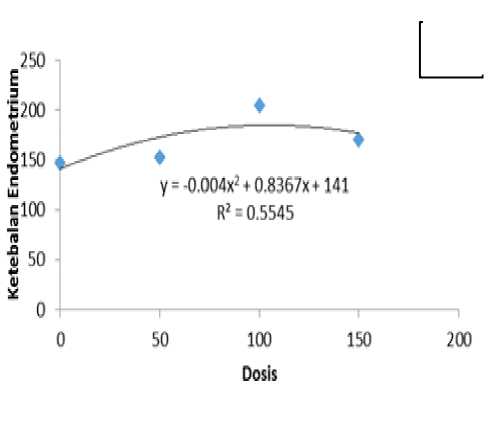 250
200
150
100
50
0
Ketebalan Endometrium
y = -0.004x² + 0.8367x + 141
R² = 0.5545
0 50 100 150 200
Dosis